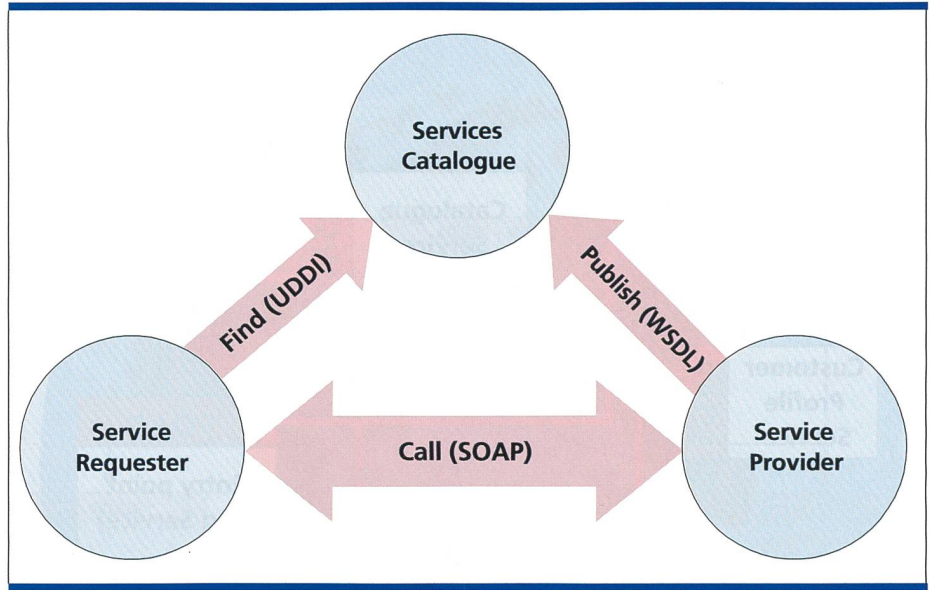 Services
Catalogue
Find (UDDI)
Publish (WSDL)
Service
Requester
Call (SOAP)
Service
Provider